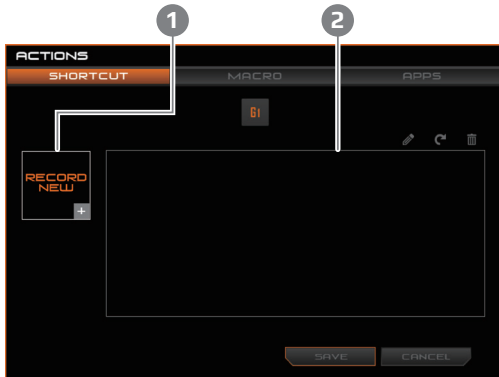 1 2
ACTIONS
SHORTCUT MACRO APPS
G1
RECORD
NEW
+
SAVE CANCEL